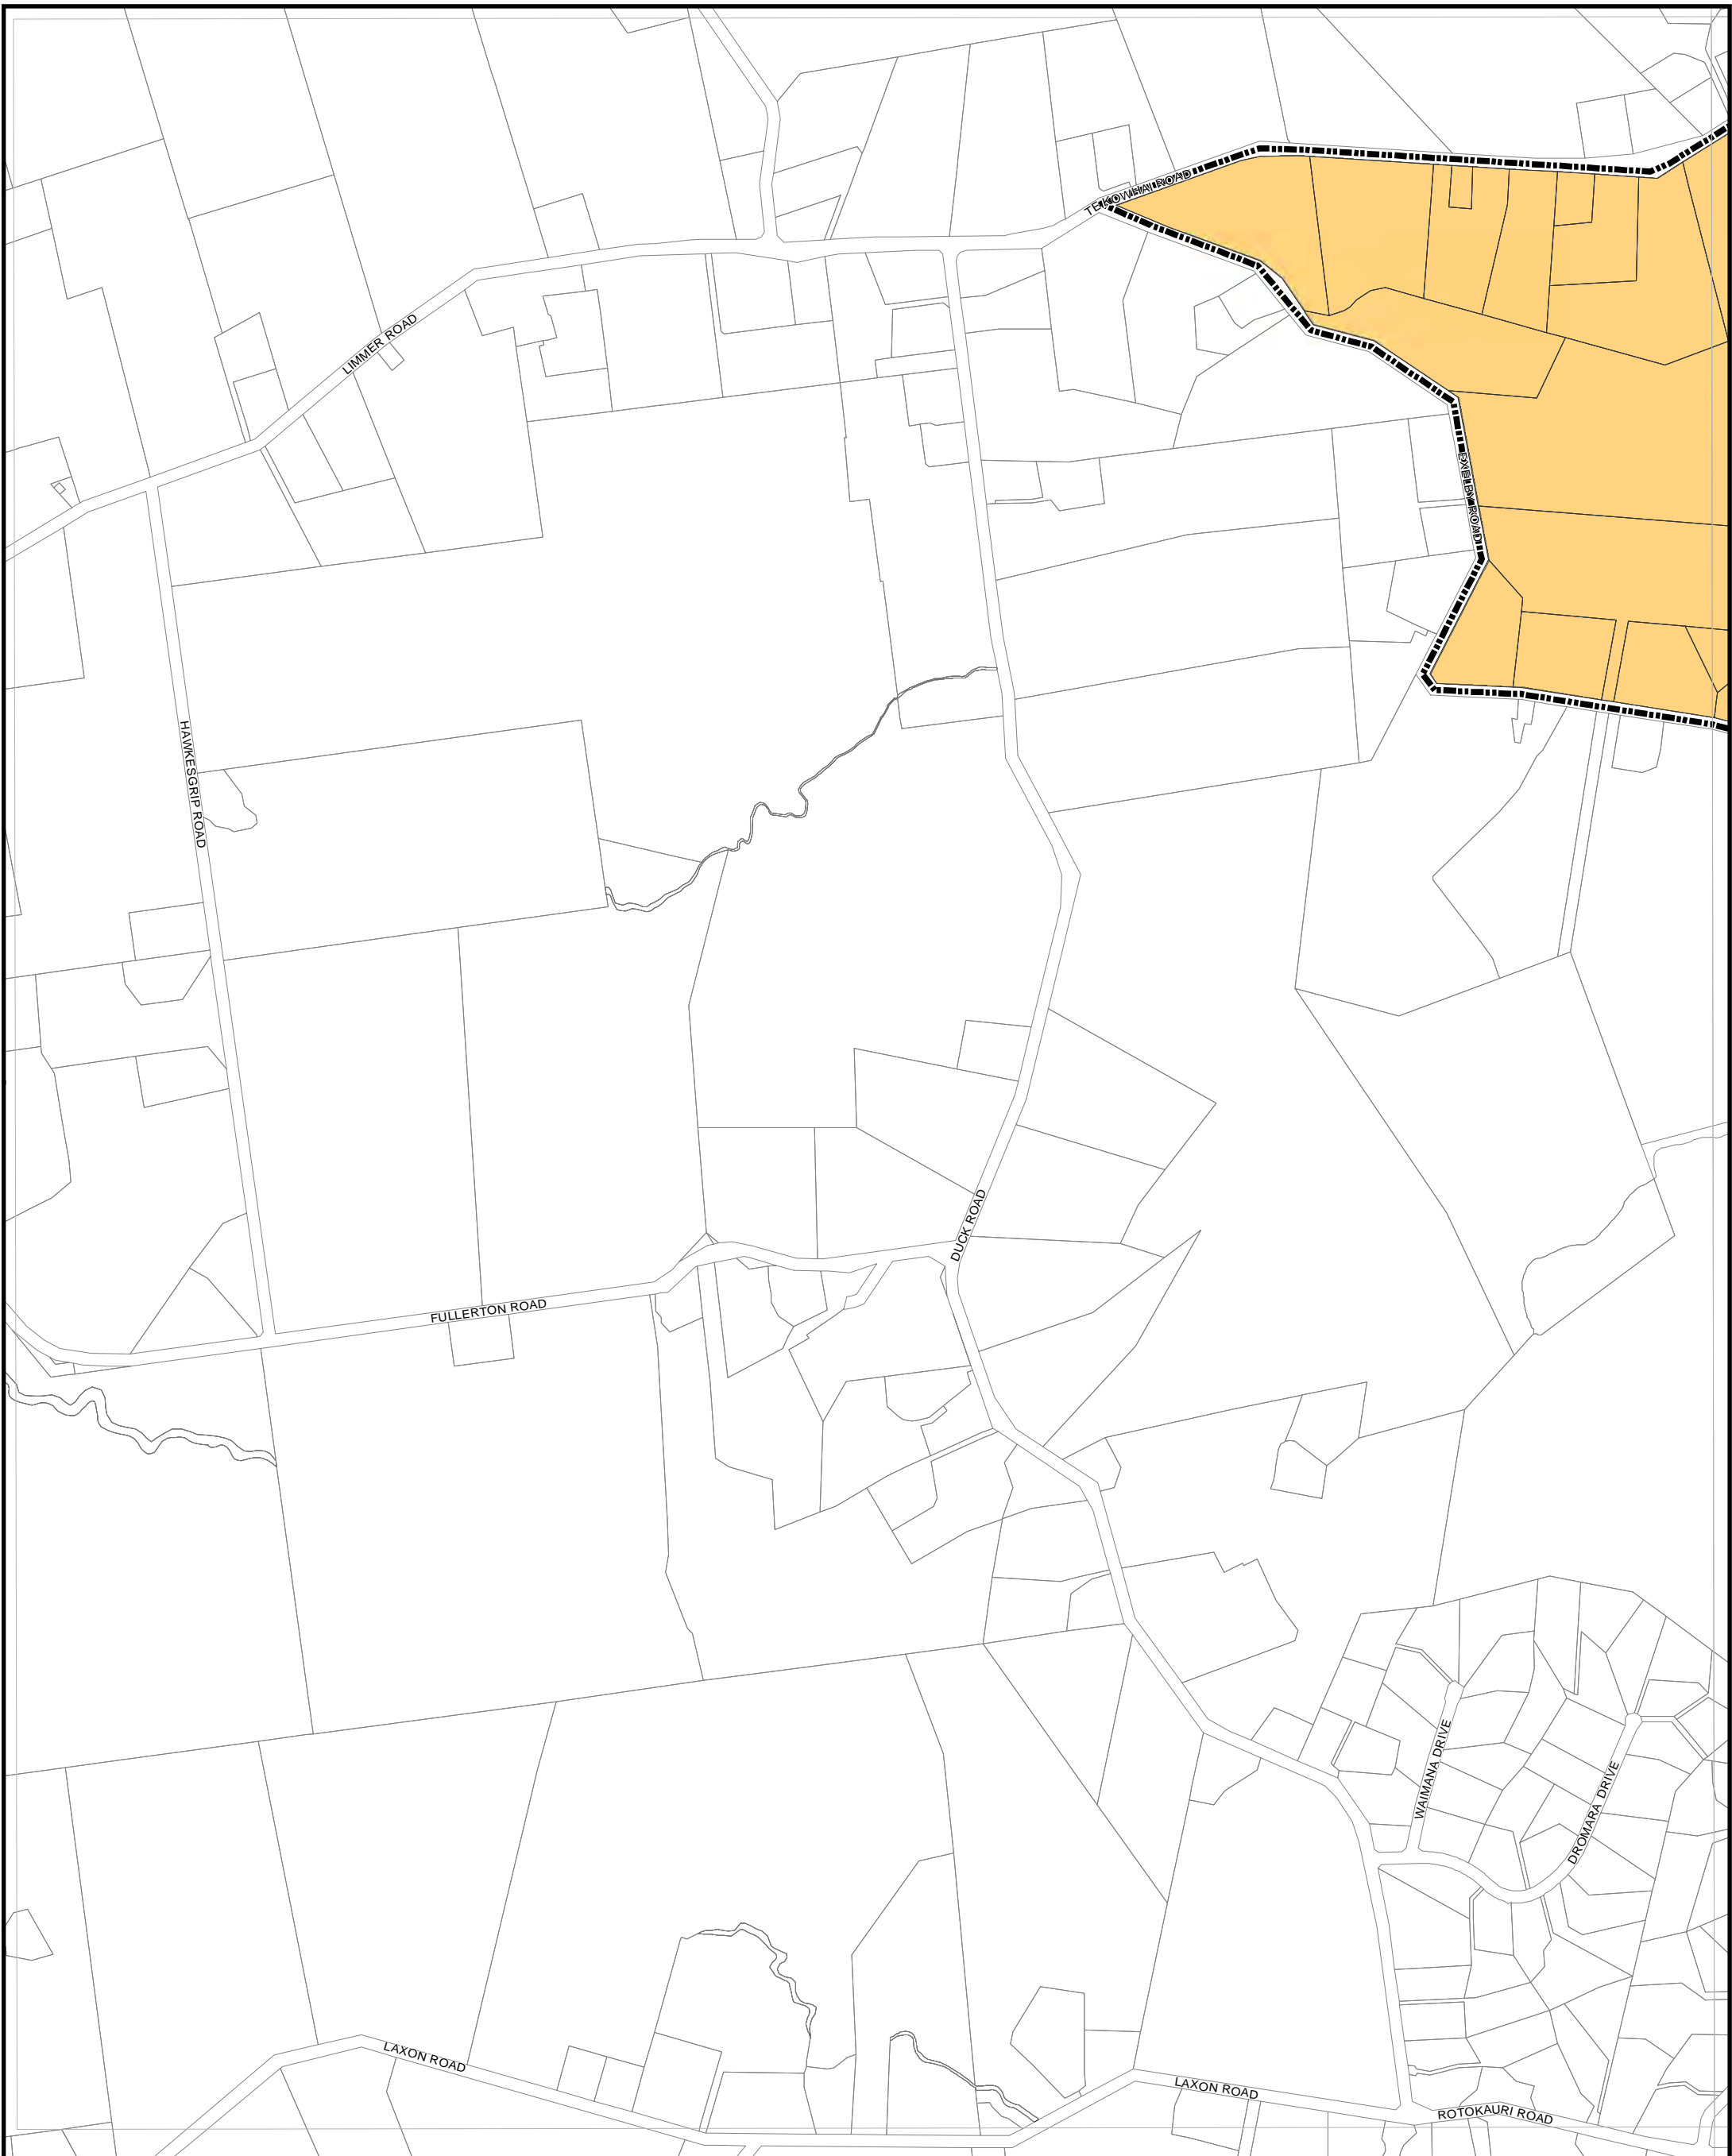 TE KOWHAI ROAD
LIMMER ROAD
EXELBY ROAD
HAWKESGRIP ROAD
DUCK ROAD
FULLERTON ROAD
WAIMANA DRIVE
DROMARA DRIVE
LAXON ROAD
LAXON ROAD
ROTOKAURI ROAD